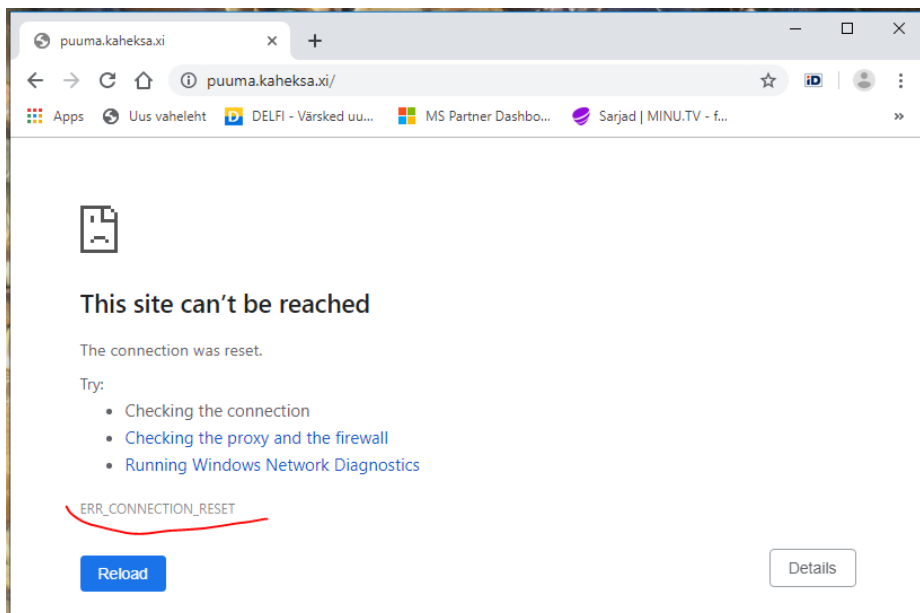 puuma.kaheksa.xi
puuma.kaheksa.xi/
iD
Apps Uus vaheleht D DELFI - Värsked uu... MS Partner Dashbo... Sarjad | MINU.TV - f... »
This site can't be reached
The connection was reset.
Try:
Checking the connection
Checking the proxy and the firewall
Running Windows Network Diagnostics
ERR_CONNECTION_RESET
Reload Details